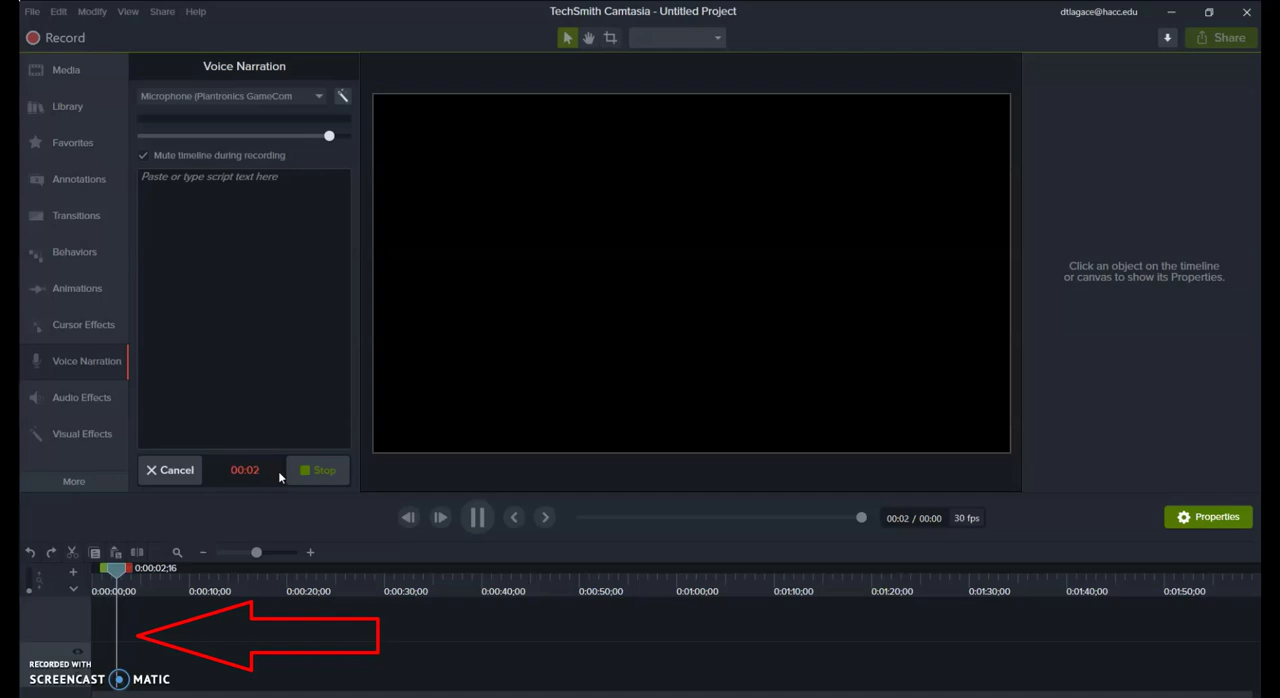 File Edit Modify View Share Help
TechSmith Camtasia - Untitled Project
dtlagace@hacc.edu
Record
Share
Media
Library
Favorites
Annotations
Transitions
Behaviors
Animations
Cursor Effects
Voice Narration
Audio Effects
Visual Effects
More
Voice Narration
Microphone (Plantronics GameCom
Mute timeline during recording
Paste or type script text here
Cancel
00:02
Stop
Click an object on the timeline
or canvas to show its Properties.
00:02 / 00:00 30 fps
Properties
0:00:02;16
0:00:00;00 0:00:10;00 0:00:20;00 0:00:30;00 0:00:40;00 0:00:50;00 0:01:00;00 0:01:10;00 0:01:20;00 0:01:30;00 0:01:40;00 0:01:50;00
RECORDED WITH
SCREENCAST MATIC